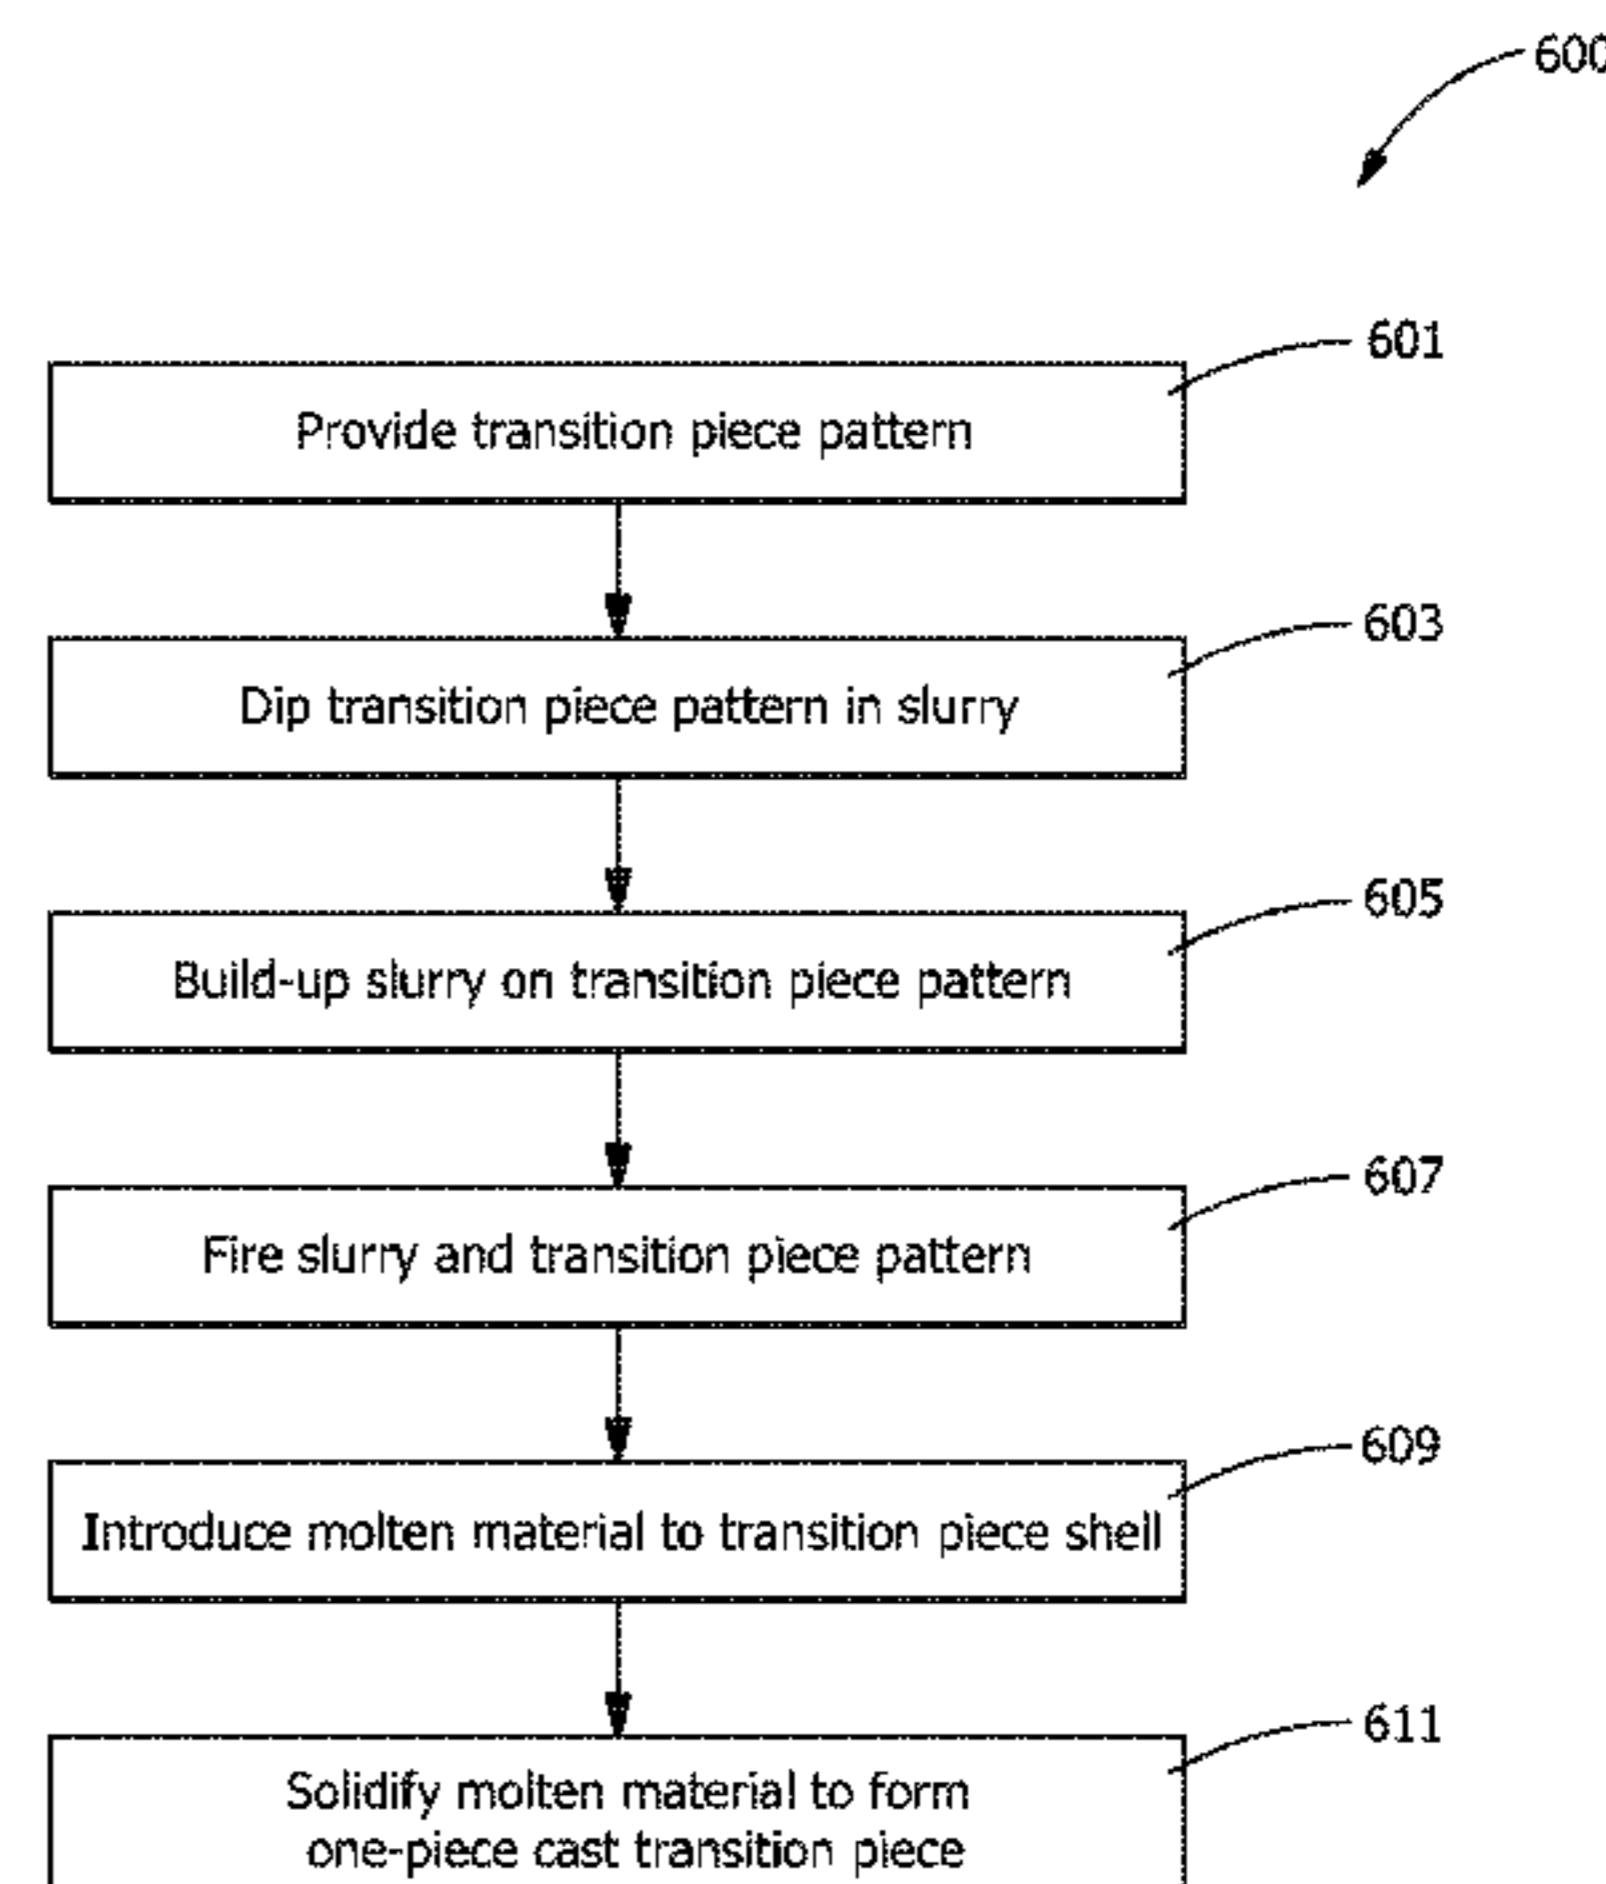 600
601
Provide transition piece pattern
603
Dip transition piece pattern in slurry
605
Build-up slurry on transition piece pattern
607
Fire slurry and transition piece pattern
609
Introduce molten material to transition piece shell
611
Solidify molten material to form
one-piece cast transition piece